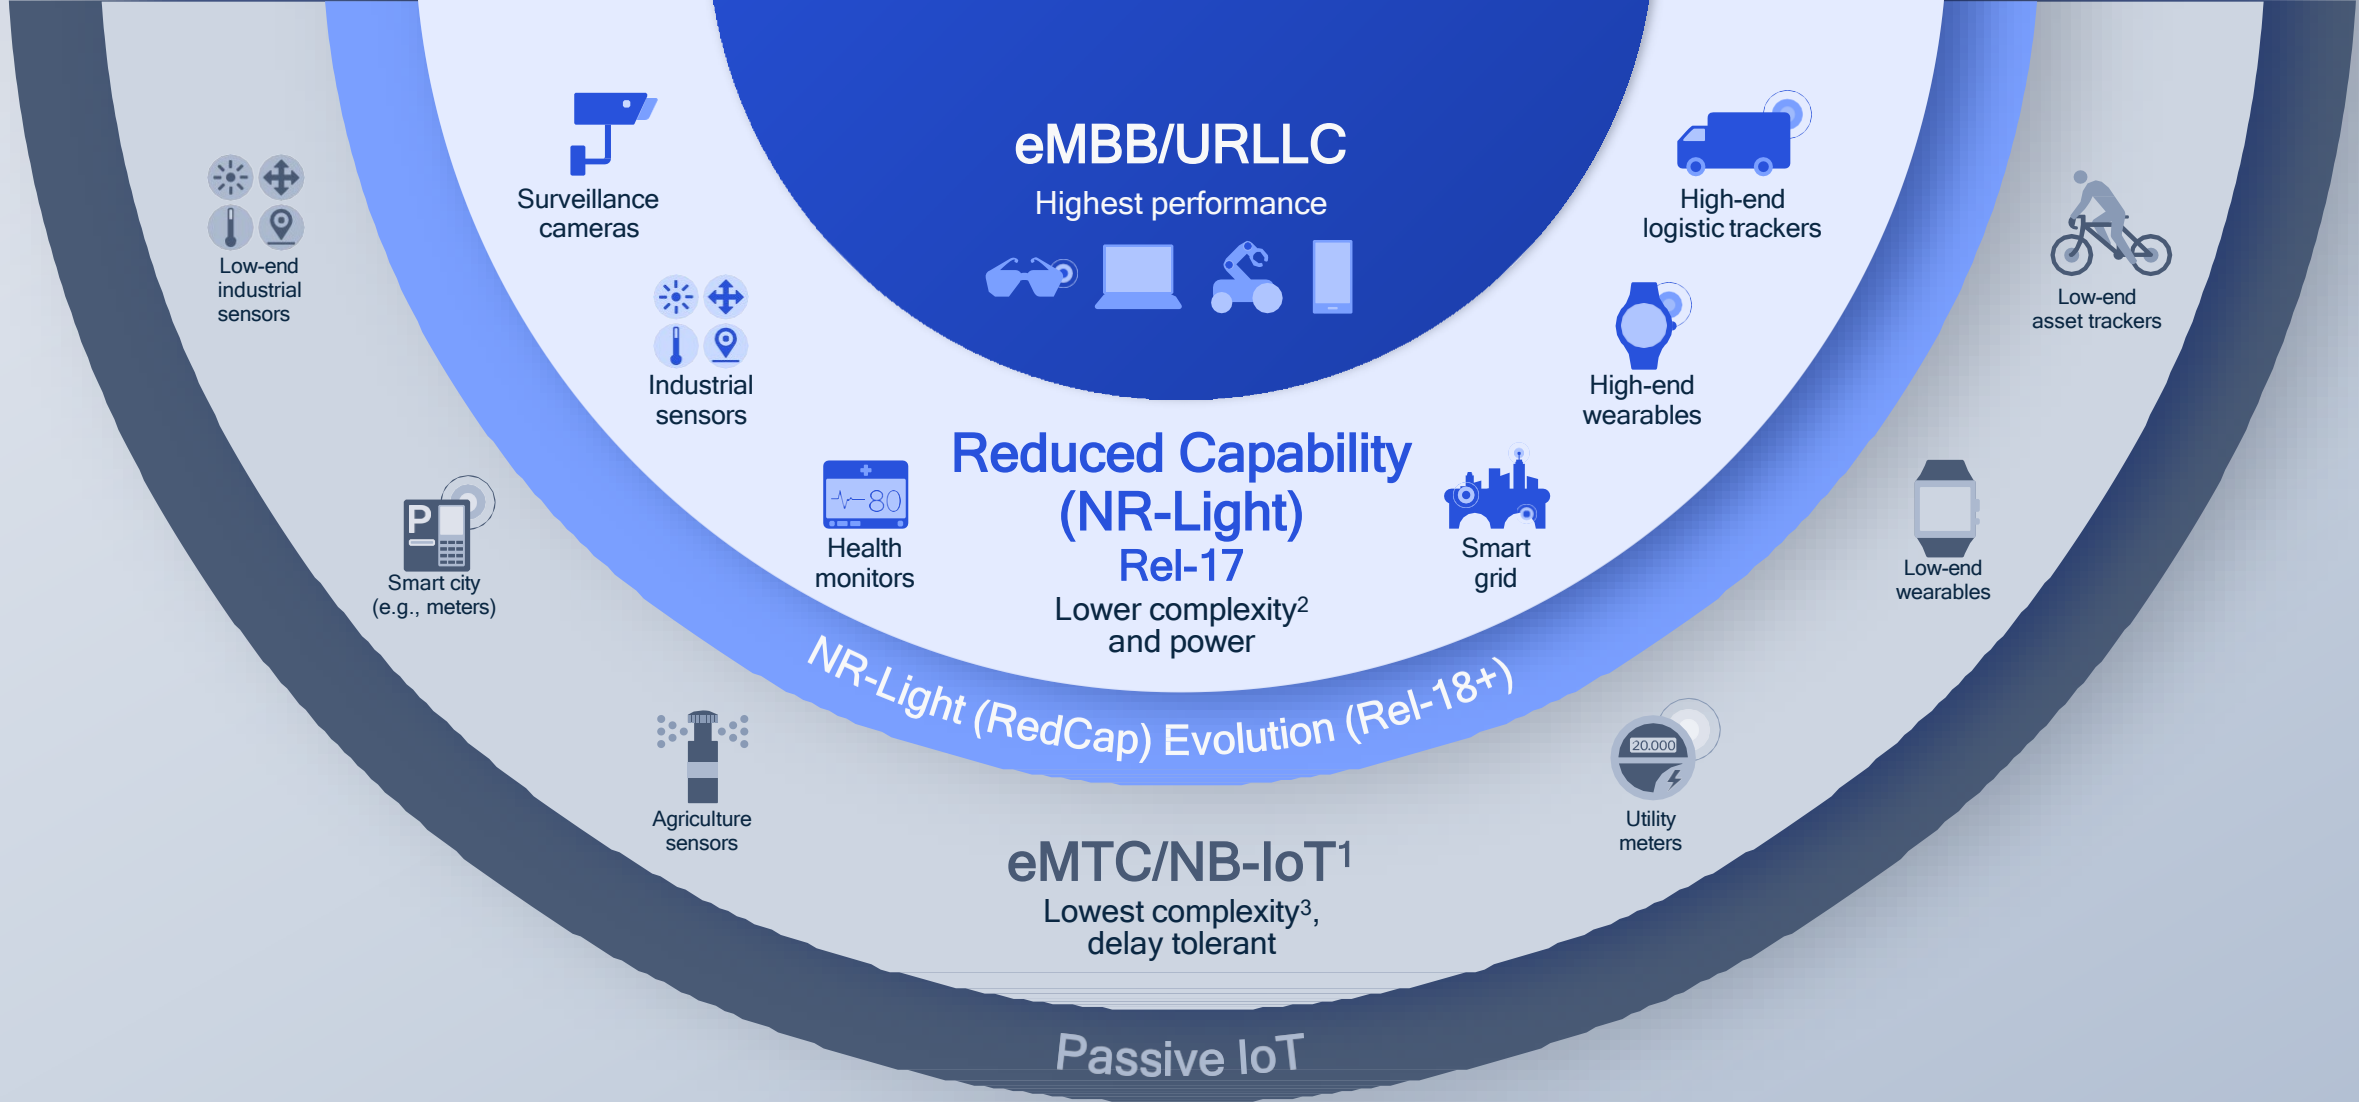 eMBB/URLLC
Highest performance
Surveillance
cameras
High-end
logistic trackers
Low-end
industrial
sensors
Low-end
asset trackers
Industrial
sensors
High-end
wearables
Reduced Capability
(NR-Light)
Rel-17
Lower complexity²
and power
80
Health
monitors
Smart
grid
P
Smart city
(e.g., meters)
Low-end
wearables
NR-Light (RedCap) Evolution (Rel-18+)
Agriculture
sensors
20.000
Utility
meters
eMTC/NB-IoT¹
Lowest complexity³,
delay tolerant
Passive IoT